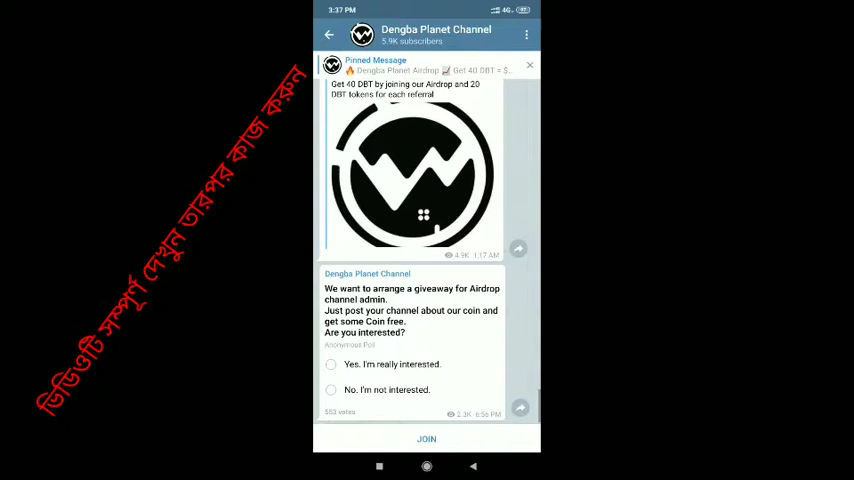 3:37 PM
4G
Dengba Planet Channel
5.9K subscribers
Pinned Message
🔥 Dengba Planet Airdrop 📈 Get 40 DBT = $...
Get 40 DBT by joining our Airdrop and 20
DBT tokens for each referral
4.9K 1:17 AM
Dengba Planet Channel
We want to arrange a giveaway for Airdrop
channel admin.
Just post your channel about our coin and
get some Coin free.
Are you interested?
Anonymous Poll
Yes. I'm really interested.
No. I'm not interested.
553 votes
2.3K 6:56 PM
JOIN
ভিডিওটি সম্পূর্ণ দেখুন তারপর কাজ করুন